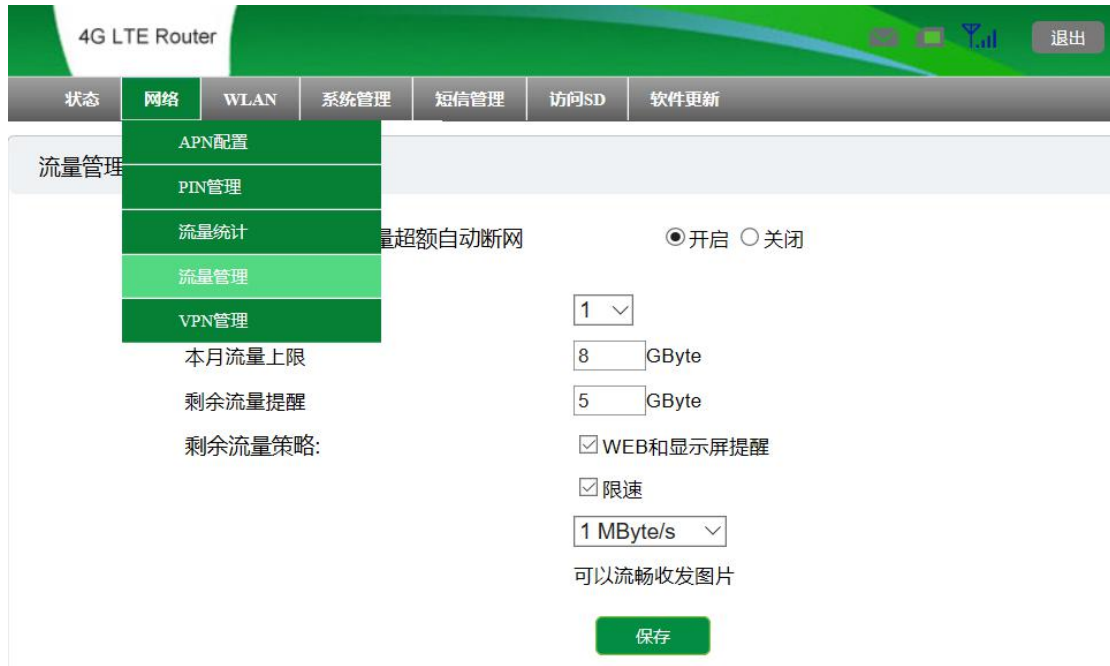 4G LTE Router
退出
状态 网络 WLAN 系统管理 短信管理 访问SD 软件更新
APN配置
流量管理
PIN管理
流量统计
超额自动断网 开启 关闭
流量管理
1
VPN管理
本月流量上限 8 GByte
剩余流量提醒 5 GByte
剩余流量策略: WEB和显示屏提醒
限速
1 MByte/s
可以流畅收发图片
保存